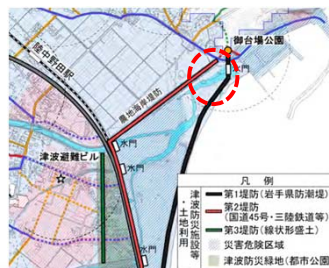 御台場公園
陸中野田駅
水門
農地海岸堤防
水門
津波避難ビル
水門
水門
凡例
津波防災施設等・土地利用
第1堤防(岩手県防潮堤)
第2堤防
(国道45号・三陸鉄道等)
第3堤防(線状形盛土)
災害危険区域
津波防災緑地(都市公園)